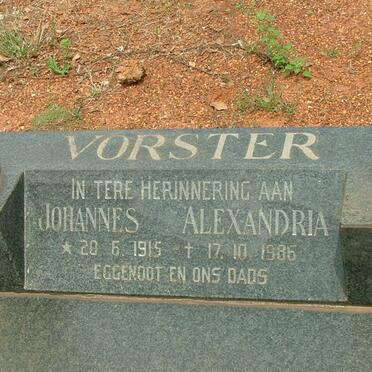 VORSTER
IN TERE HERINNERING AAN
JOHANNES ALEXANDRIA
★ 20 6. 1915 - † 17. 10. 1986
EGGENOOT EN ONS DADS